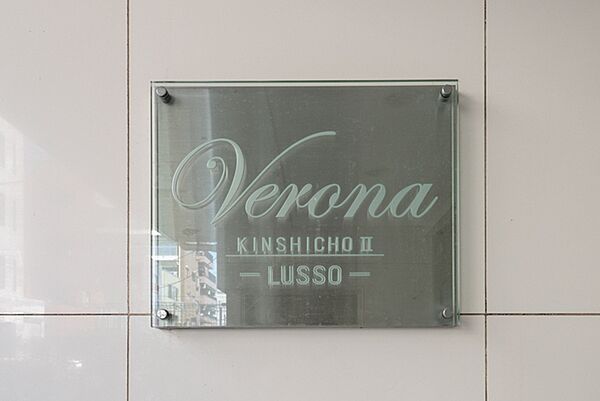 Verona
KINSHICHO II
— LUSSO —